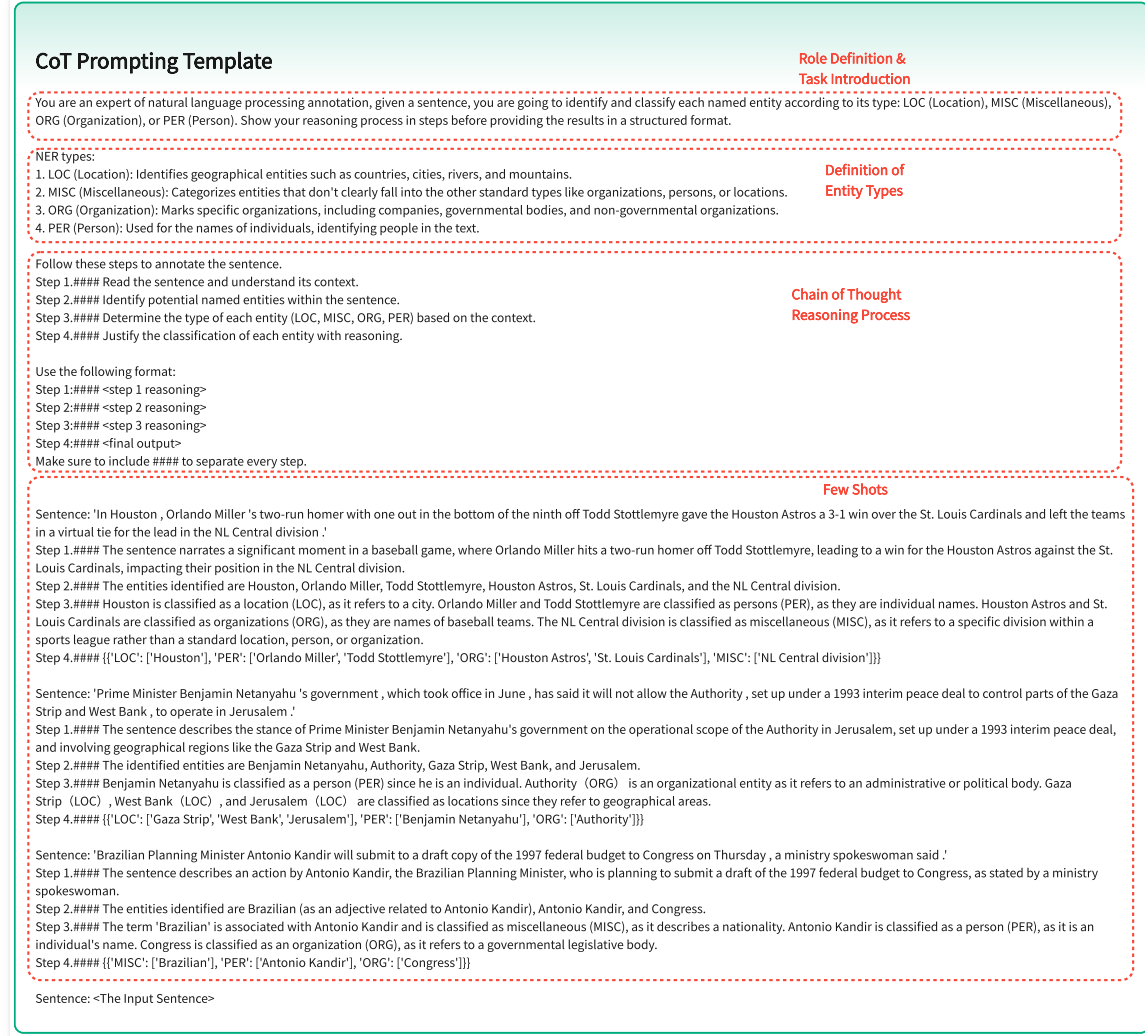 CoT Prompting Template
Role Definition &
Task Introduction
You are an expert of natural language processing annotation, given a sentence, you are going to identify and classify each named entity according to its type: LOC (Location), MISC (Miscellaneous),
ORG (Organization), or PER (Person). Show your reasoning process in steps before providing the results in a structured format.
NER types:
1. LOC (Location): Identifies geographical entities such as countries, cities, rivers, and mountains.
2. MISC (Miscellaneous): Categorizes entities that don't clearly fall into the other standard types like organizations, persons, or locations.
3. ORG (Organization): Marks specific organizations, including companies, governmental bodies, and non-governmental organizations.
4. PER (Person): Used for the names of individuals, identifying people in the text.
Definition of
Entity Types
Follow these steps to annotate the sentence.
Step 1.#### Read the sentence and understand its context.
Step 2.#### Identify potential named entities within the sentence.
Step 3.#### Determine the type of each entity (LOC, MISC, ORG, PER) based on the context.
Step 4.#### Justify the classification of each entity with reasoning.
Chain of Thought
Reasoning Process
Use the following format:
Step 1:#### <step 1 reasoning>
Step 2:#### <step 2 reasoning>
Step 3:#### <step 3 reasoning>
Step 4:#### <final output>
Make sure to include #### to separate every step.
Few Shots
Sentence: 'In Houston , Orlando Miller 's two-run homer with one out in the bottom of the ninth off Todd Stottlemyre gave the Houston Astros a 3-1 win over the St. Louis Cardinals and left the teams
in a virtual tie for the lead in the NL Central division .'
Step 1.#### The sentence narrates a significant moment in a baseball game, where Orlando Miller hits a two-run homer off Todd Stottlemyre, leading to a win for the Houston Astros against the St.
Louis Cardinals, impacting their position in the NL Central division.
Step 2.#### The entities identified are Houston, Orlando Miller, Todd Stottlemyre, Houston Astros, St. Louis Cardinals, and the NL Central division.
Step 3.#### Houston is classified as a location (LOC), as it refers to a city. Orlando Miller and Todd Stottlemyre are classified as persons (PER), as they are individual names. Houston Astros and St.
Louis Cardinals are classified as organizations (ORG), as they are names of baseball teams. The NL Central division is classified as miscellaneous (MISC), as it refers to a specific division within a
sports league rather than a standard location, person, or organization.
Step 4.#### {{'LOC': ['Houston'], 'PER': ['Orlando Miller', 'Todd Stottlemyre'], 'ORG': ['Houston Astros', 'St. Louis Cardinals'], 'MISC': ['NL Central division']}}
Sentence: 'Prime Minister Benjamin Netanyahu 's government , which took office in June , has said it will not allow the Authority , set up under a 1993 interim peace deal to control parts of the Gaza
Strip and West Bank , to operate in Jerusalem .'
Step 1.#### The sentence describes the stance of Prime Minister Benjamin Netanyahu's government on the operational scope of the Authority in Jerusalem, set up under a 1993 interim peace deal,
and involving geographical regions like the Gaza Strip and West Bank.
Step 2.#### The identified entities are Benjamin Netanyahu, Authority, Gaza Strip, West Bank, and Jerusalem.
Step 3.#### Benjamin Netanyahu is classified as a person (PER) since he is an individual. Authority（ORG） is an organizational entity as it refers to an administrative or political body. Gaza
Strip（LOC）, West Bank（LOC）, and Jerusalem（LOC） are classified as locations since they refer to geographical areas.
Step 4.#### {{'LOC': ['Gaza Strip', 'West Bank', 'Jerusalem'], 'PER': ['Benjamin Netanyahu'], 'ORG': ['Authority']}}
Sentence: 'Brazilian Planning Minister Antonio Kandir will submit to a draft copy of the 1997 federal budget to Congress on Thursday , a ministry spokeswoman said .'
Step 1.#### The sentence describes an action by Antonio Kandir, the Brazilian Planning Minister, who is planning to submit a draft of the 1997 federal budget to Congress, as stated by a ministry
spokeswoman.
Step 2.#### The entities identified are Brazilian (as an adjective related to Antonio Kandir), Antonio Kandir, and Congress.
Step 3.#### The term 'Brazilian' is associated with Antonio Kandir and is classified as miscellaneous (MISC), as it describes a nationality. Antonio Kandir is classified as a person (PER), as it is an
individual's name. Congress is classified as an organization (ORG), as it refers to a governmental legislative body.
Step 4.#### {{'MISC': ['Brazilian'], 'PER': ['Antonio Kandir'], 'ORG': ['Congress']}}
Sentence: <The Input Sentence>